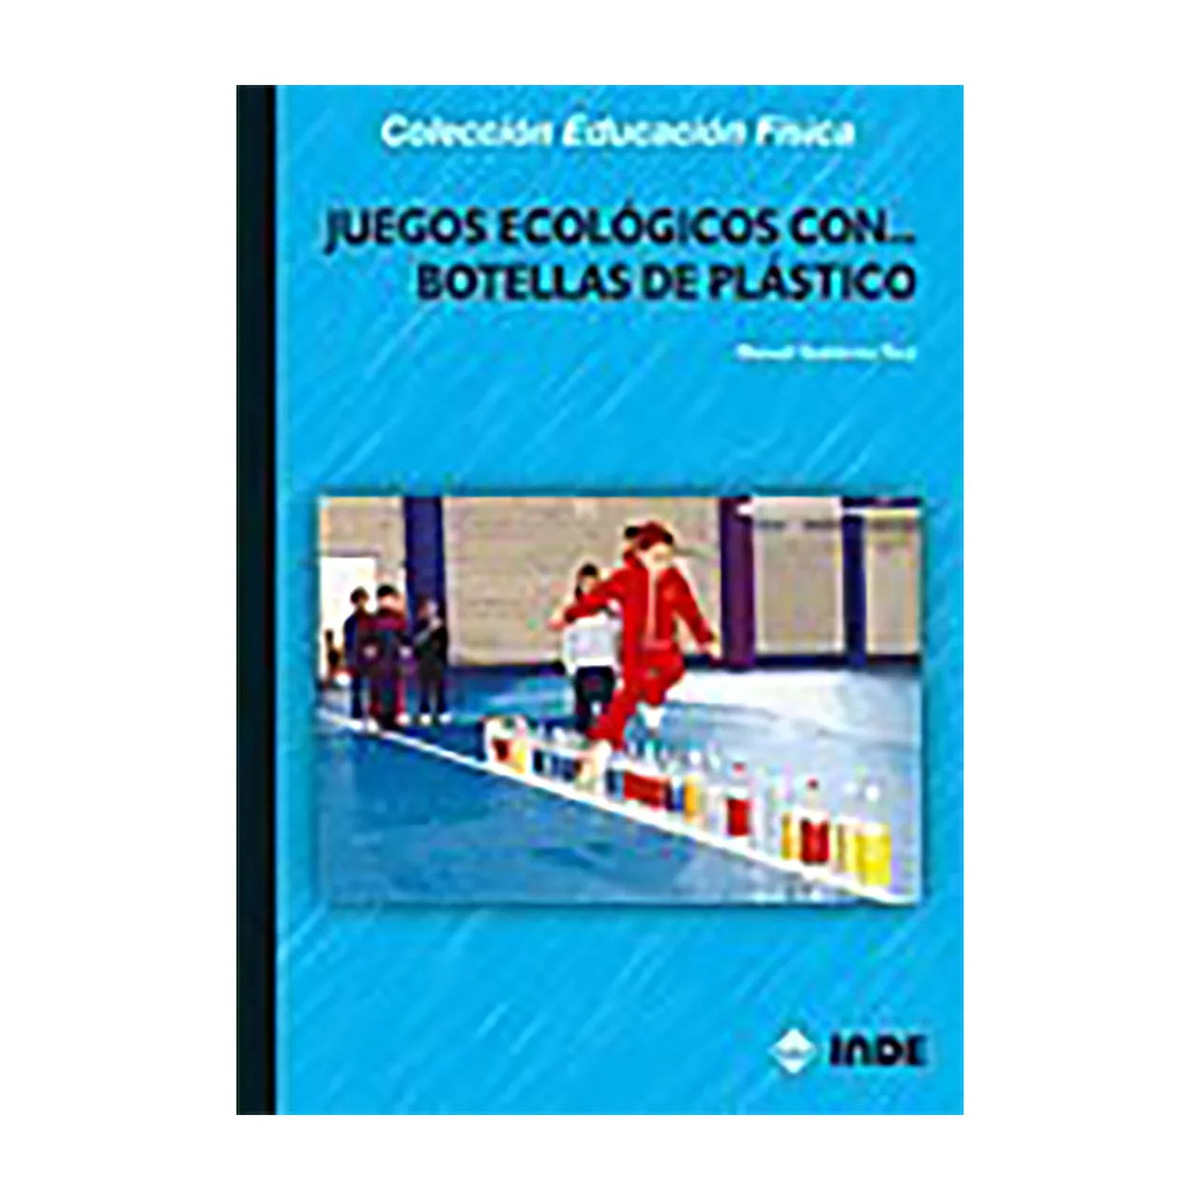 Colección Educación Física
JUEGOS ECOLÓGICOS CON...
BOTELLAS DE PLÁSTICO
INDE